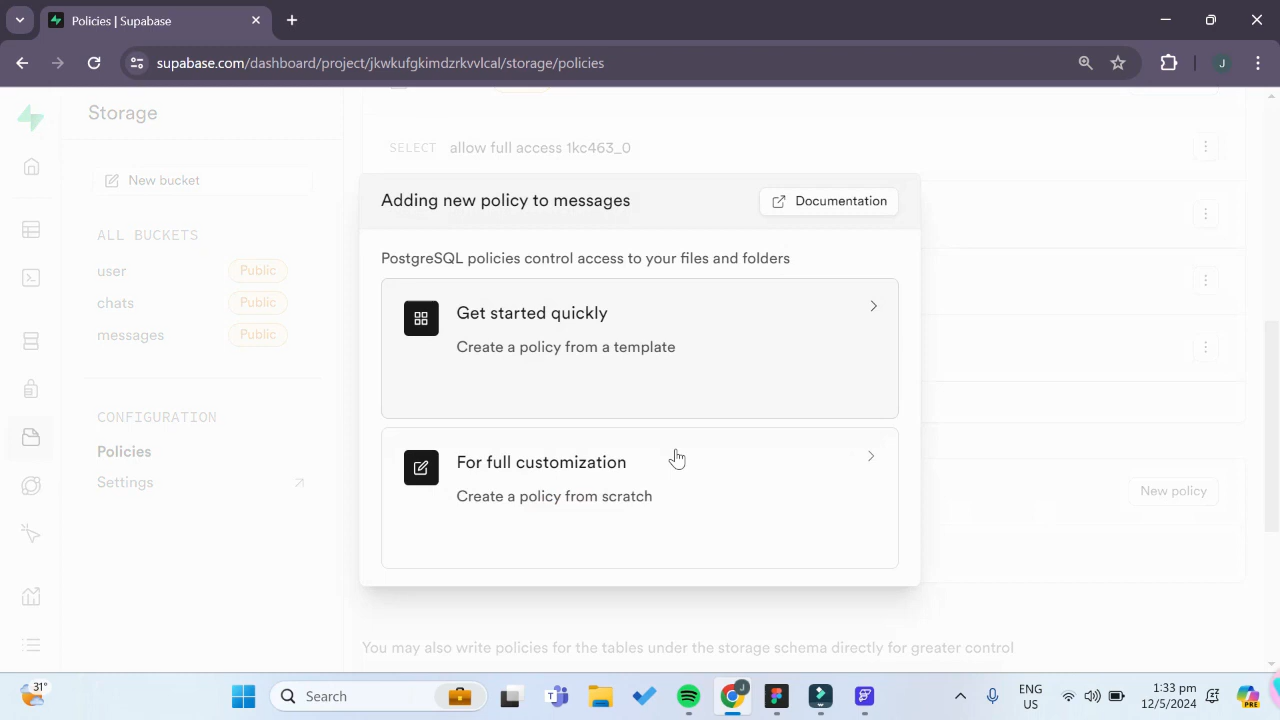 Policies | Supabase
supabase.com/dashboard/project/jkwkufgkimdzrkvvlcal/storage/policies
J
Storage
New bucket
ALL BUCKETS
user Public
chats Public
messages Public
CONFIGURATION
Policies
Settings
SELECT allow full access 1kc463_0
Adding new policy to messages
Documentation
PostgreSQL policies control access to your files and folders
Get started quickly
Create a policy from a template
For full customization
Create a policy from scratch
New policy
You may also write policies for the tables under the storage schema directly for greater control
31°
Search
J
ENG
US
1:33 pm
12/5/2024
PRE